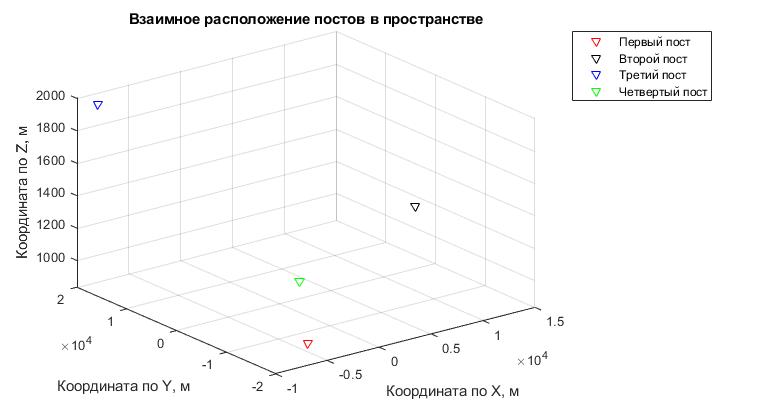 Взаимное расположение постов в пространстве
Первый пост
Второй пост
Третий пост
Четвертый пост
Координата по Z, м
2000
1800
1600
1400
1200
1000
2
1
0
-1
-2
×10⁴
Координата по Y, м
-1
-0.5
0
0.5
1
1.5
×10⁴
Координата по X, м